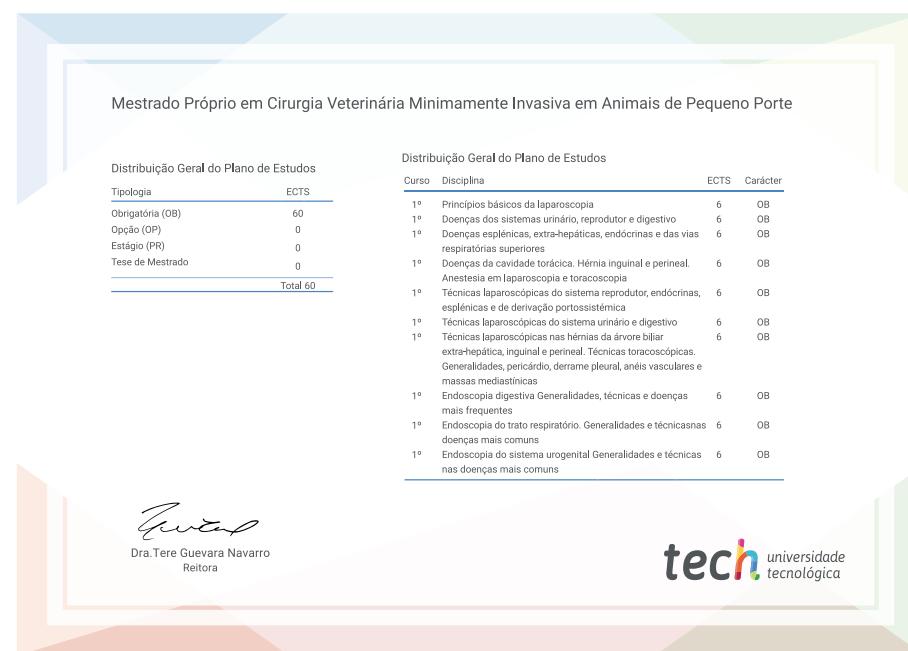 Mestrado Próprio em Cirurgia Veterinária Minimamente Invasiva em Animais de Pequeno Porte
Distribuição Geral do Plano de Estudos
Tipologia ECTS
Obrigatória (OB) 60
Opção (OP) 0
Estágio (PR) 0
Tese de Mestrado 0
Total 60
Distribuição Geral do Plano de Estudos
Curso Disciplina ECTS Carácter
1º Princípios básicos da laparoscopia 6 OB
1º Doenças dos sistemas urinário, reprodutor e digestivo 6 OB
1º Doenças esplénicas, extra-hepáticas, endócrinas e das vias 6 OB
respiratórias superiores
1º Doenças da cavidade torácica. Hérnia inguinal e perineal. 6 OB
Anestesia em laparoscopia e toracoscopia
1º Técnicas laparoscópicas do sistema reprodutor, endócrinas, 6 OB
esplénicas e de derivação portossistémica
1º Técnicas laparoscópicas do sistema urinário e digestivo 6 OB
1º Técnicas laparoscópicas nas hérnias da árvore biliar 6 OB
extra-hepática, inguinal e perineal. Técnicas toracoscópicas.
Generalidades, pericárdio, derrame pleural, anéis vasculares e
massas mediastínicas
1º Endoscopia digestiva Generalidades, técnicas e doenças 6 OB
mais frequentes
1º Endoscopia do trato respiratório. Generalidades e técnicasnas 6 OB
doenças mais comuns
1º Endoscopia do sistema urogenital Generalidades e técnicas 6 OB
nas doenças mais comuns
Dra.Tere Guevara Navarro
Reitora
tech universidade
tecnológica